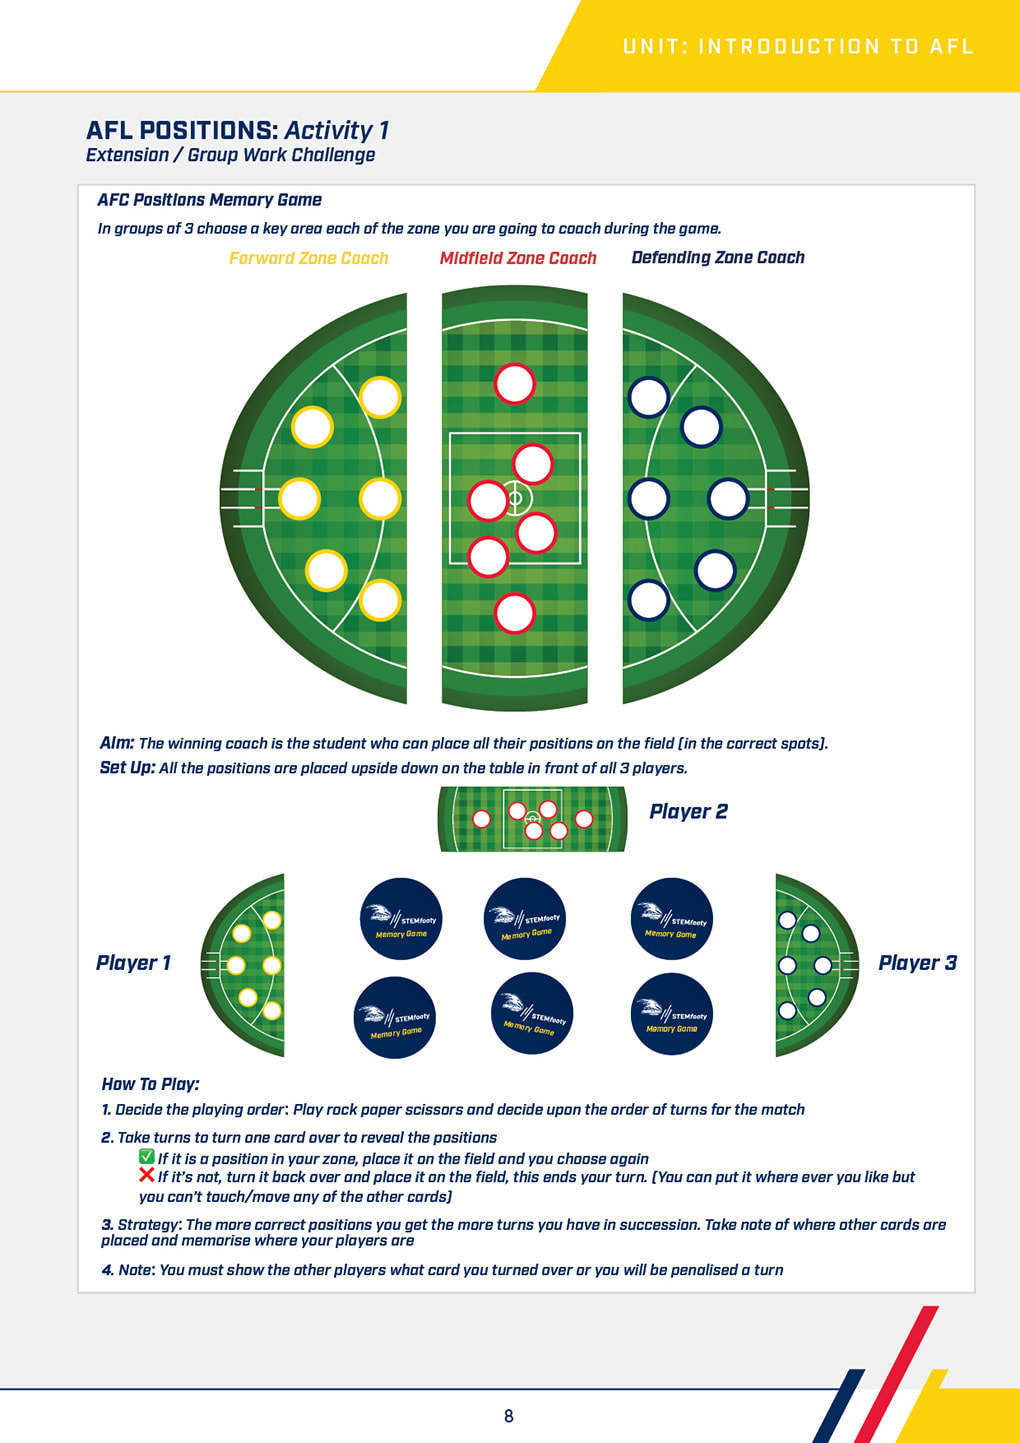 UNIT: INTRODUCTION TO AFL
AFL POSITIONS: Activity 1
Extension / Group Work Challenge
AFC Positions Memory Game
In groups of 3 choose a key area each of the zone you are going to coach during the game.
Forward Zone Coach
Midfield Zone Coach
Defending Zone Coach
Aim: The winning coach is the student who can place all their positions on the field (in the correct spots).
Set Up: All the positions are placed upside down on the table in front of all 3 players.
Player 2
STEMfooty
Memory Game
STEMfooty
Memory Game
STEMfooty
Memory Game
Player 1
Player 3
STEMfooty
Memory Game
STEMfooty
Memory Game
STEMfooty
Memory Game
How To Play:
1. Decide the playing order: Play rock paper scissors and decide upon the order of turns for the match
2. Take turns to turn one card over to reveal the positions
✅ If it is a position in your zone, place it on the field and you choose again
❌ If it's not, turn it back over and place it on the field, this ends your turn. (You can put it where ever you like but
you can't touch/move any of the other cards)
3. Strategy: The more correct positions you get the more turns you have in succession. Take note of where other cards are
placed and memorise where your players are
4. Note: You must show the other players what card you turned over or you will be penalised a turn
8